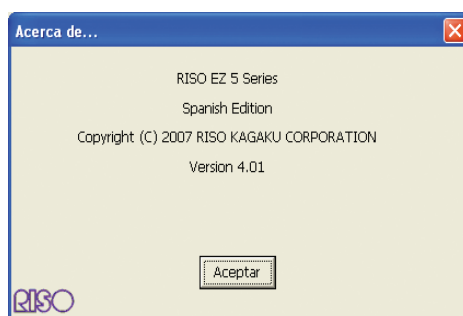 Acerca de...
RISO EZ 5 Series
Spanish Edition
Copyright (C) 2007 RISO KAGAKU CORPORATION
Version 4.01
Aceptar
RISO